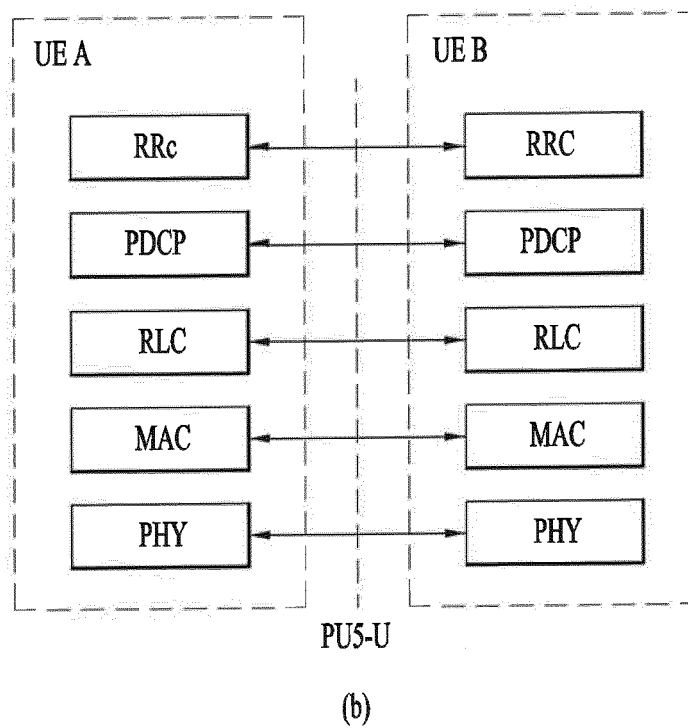 UE A
UE B
RRc
RRC
PDCP
PDCP
RLC
RLC
MAC
MAC
PHY
PHY
PU5-U
(b)